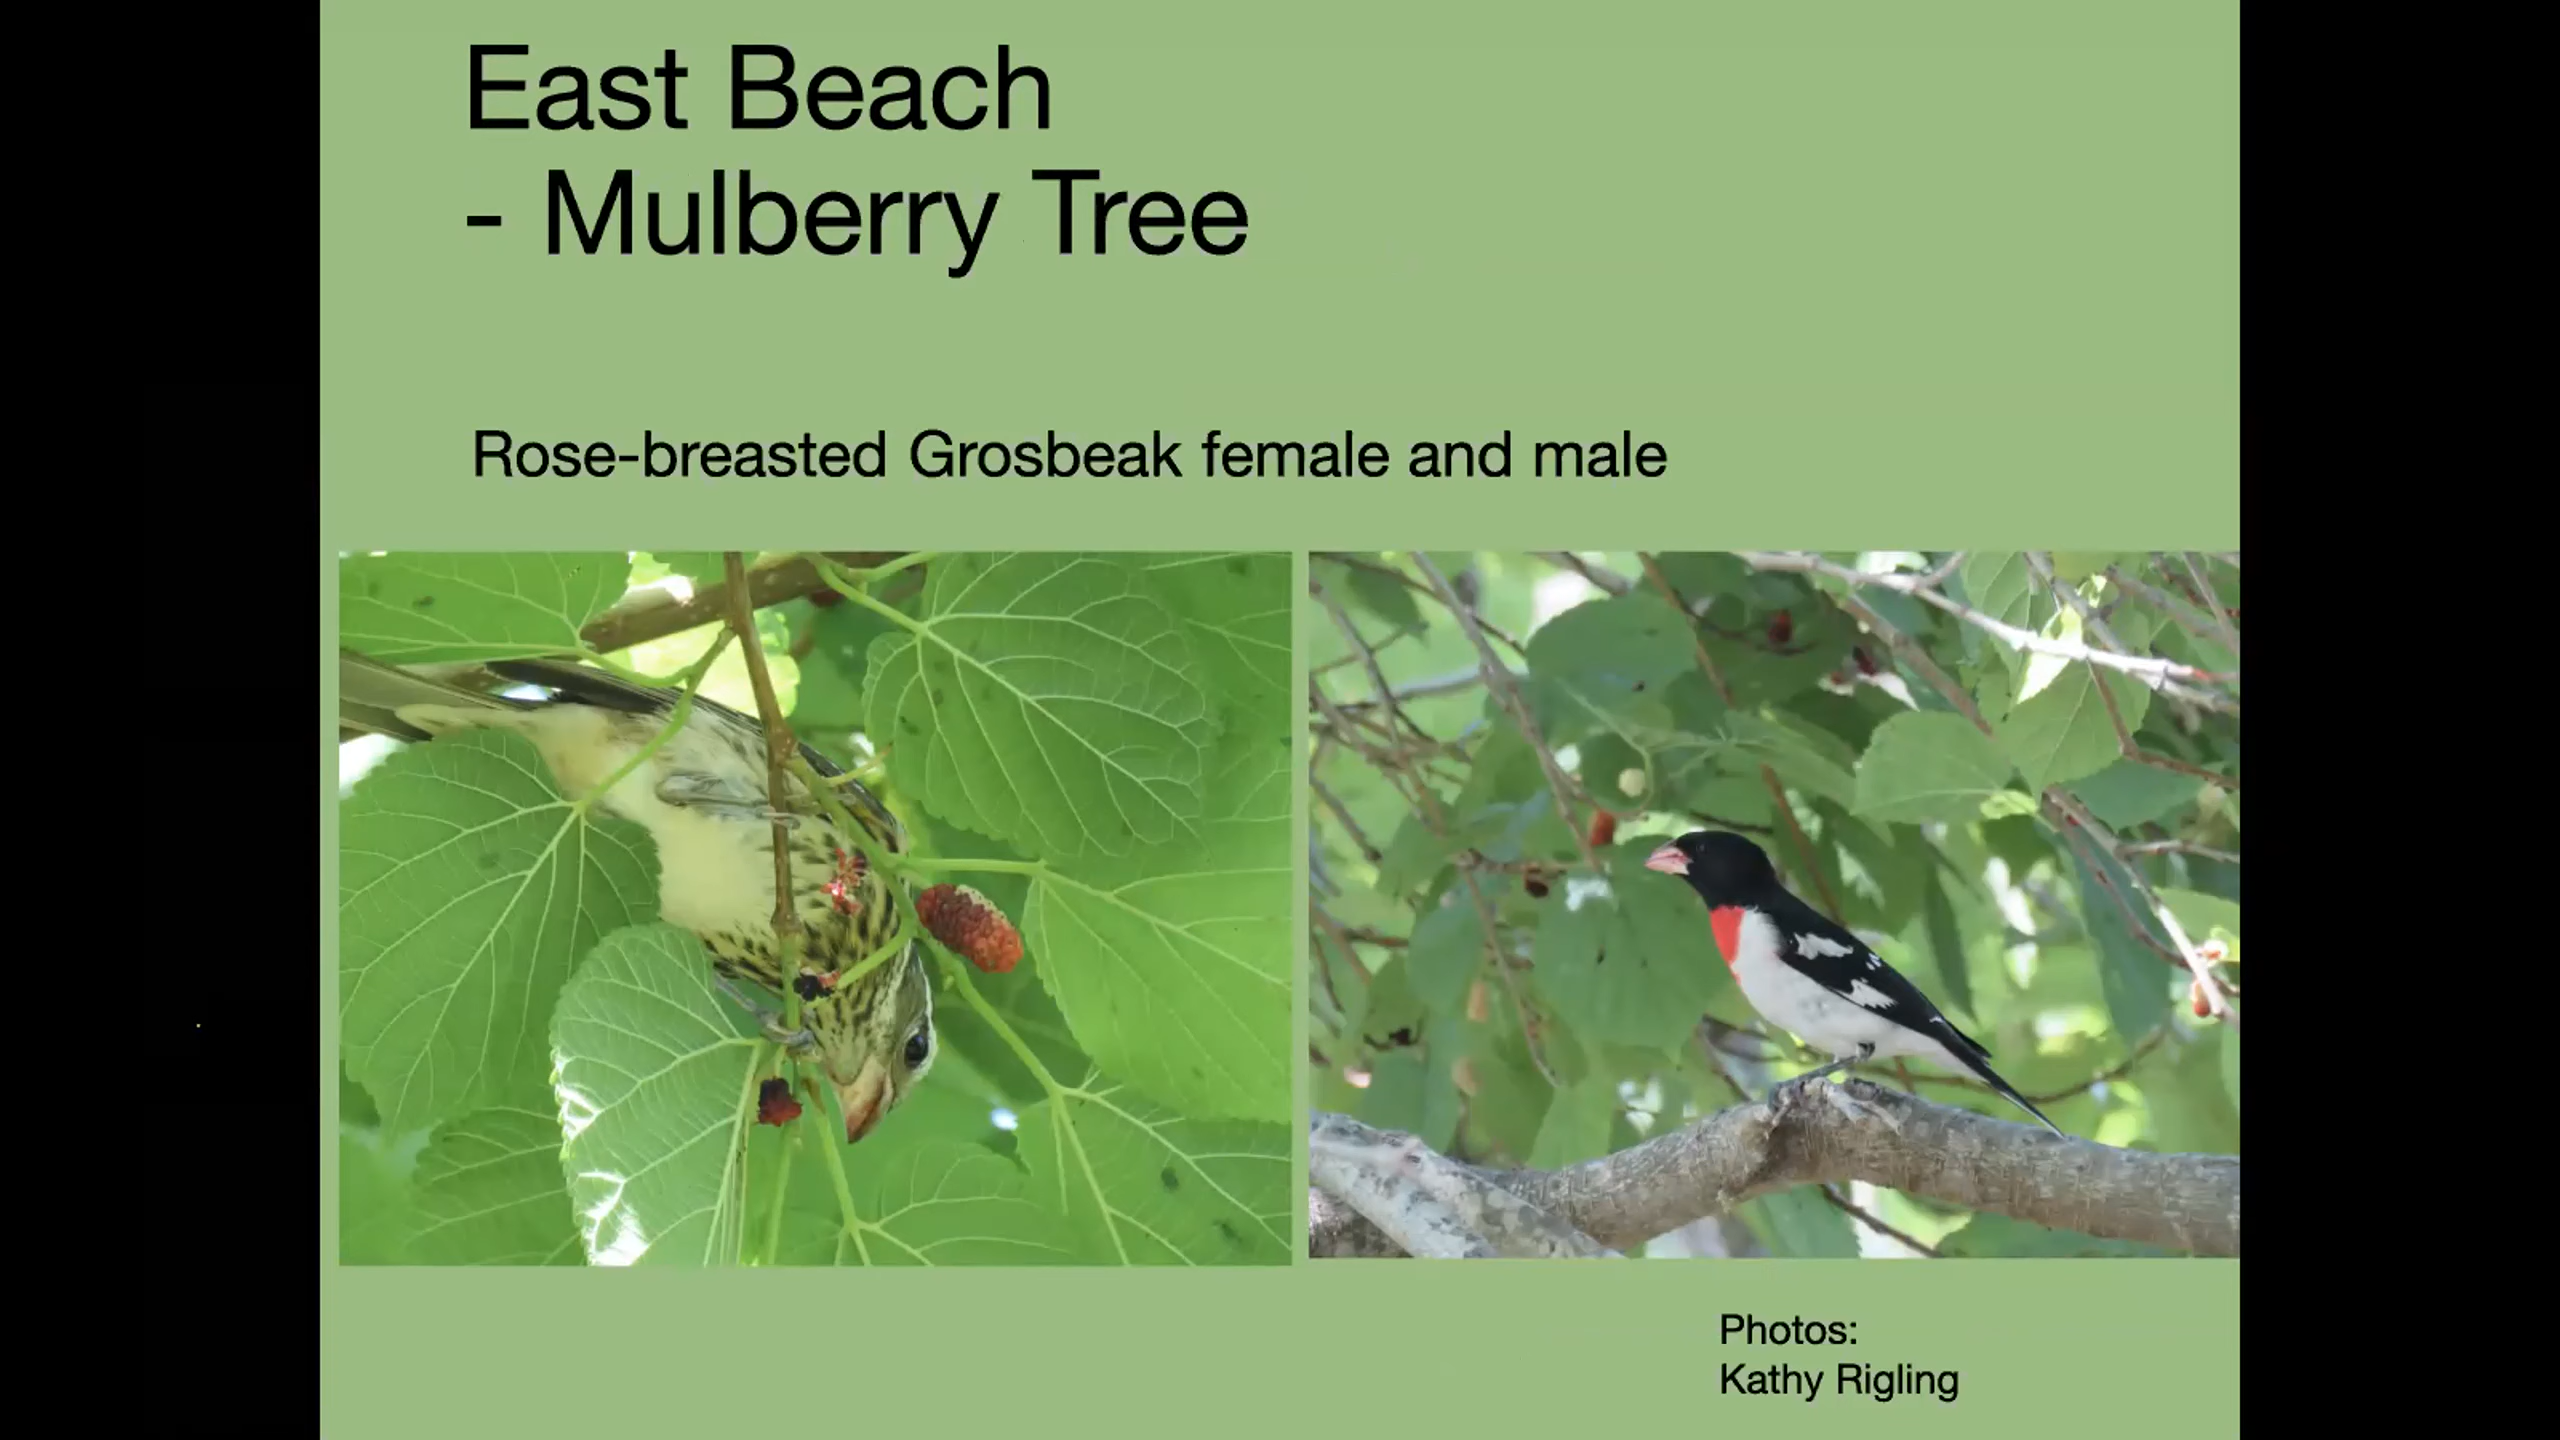 East Beach
- Mulberry Tree
Rose-breasted Grosbeak female and male
Photos:
Kathy Rigling